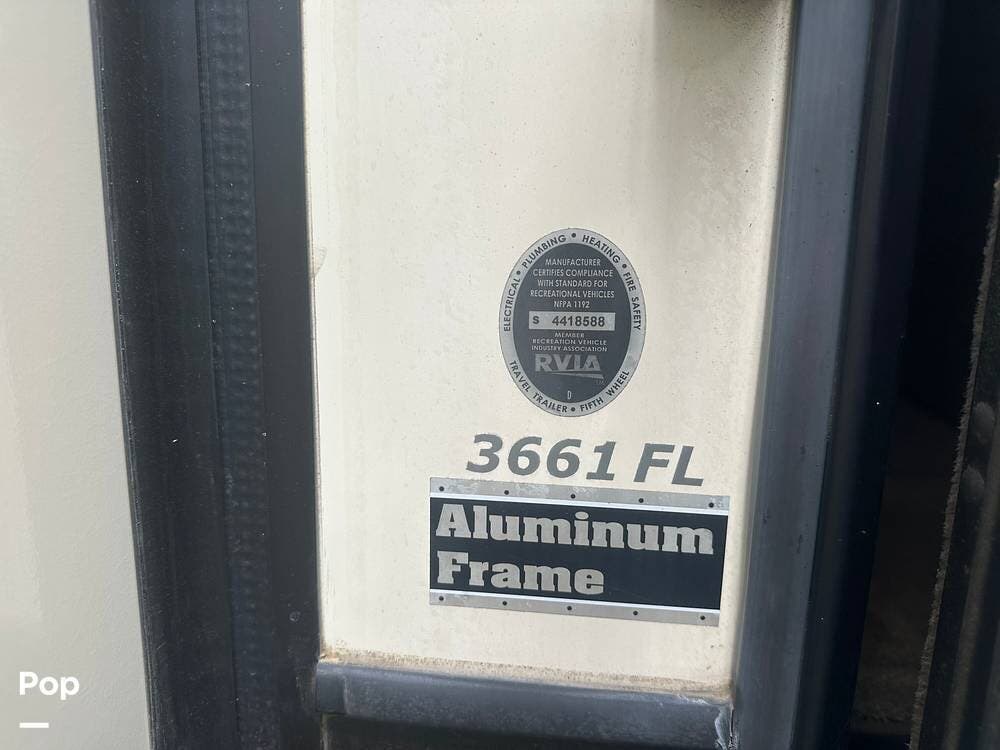 ELECTRICAL • PLUMBING • HEATING • FIRE SAFETY
MANUFACTURER
CERTIFIES COMPLIANCE
WITH STANDARD FOR
RECREATIONAL VEHICLES
NFPA 1192
S 4418588
MEMBER
RECREATION VEHICLE
INDUSTRY ASSOCIATION
RVIA
D
TRAVEL TRAILER • FIFTH WHEEL
3661 FL
Aluminum
Frame
Pop